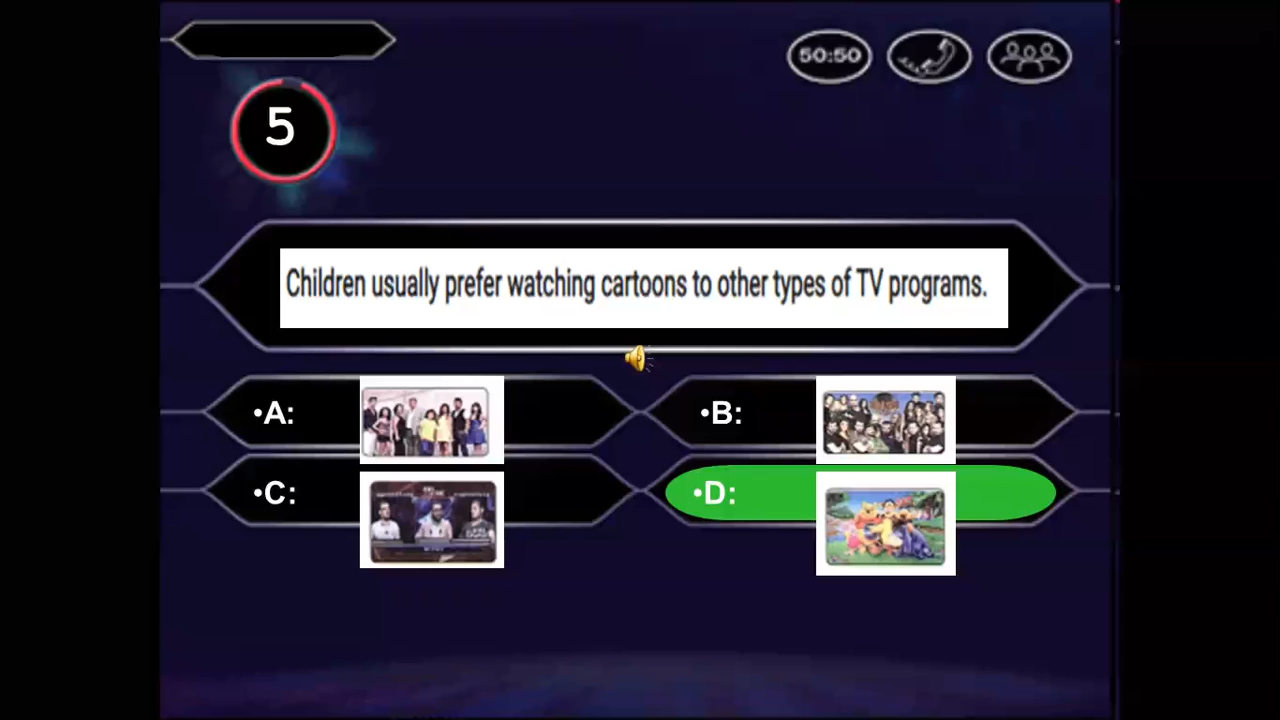 50:50
5
Children usually prefer watching cartoons to other types of TV programs.
•A:
•B:
•C:
•D: